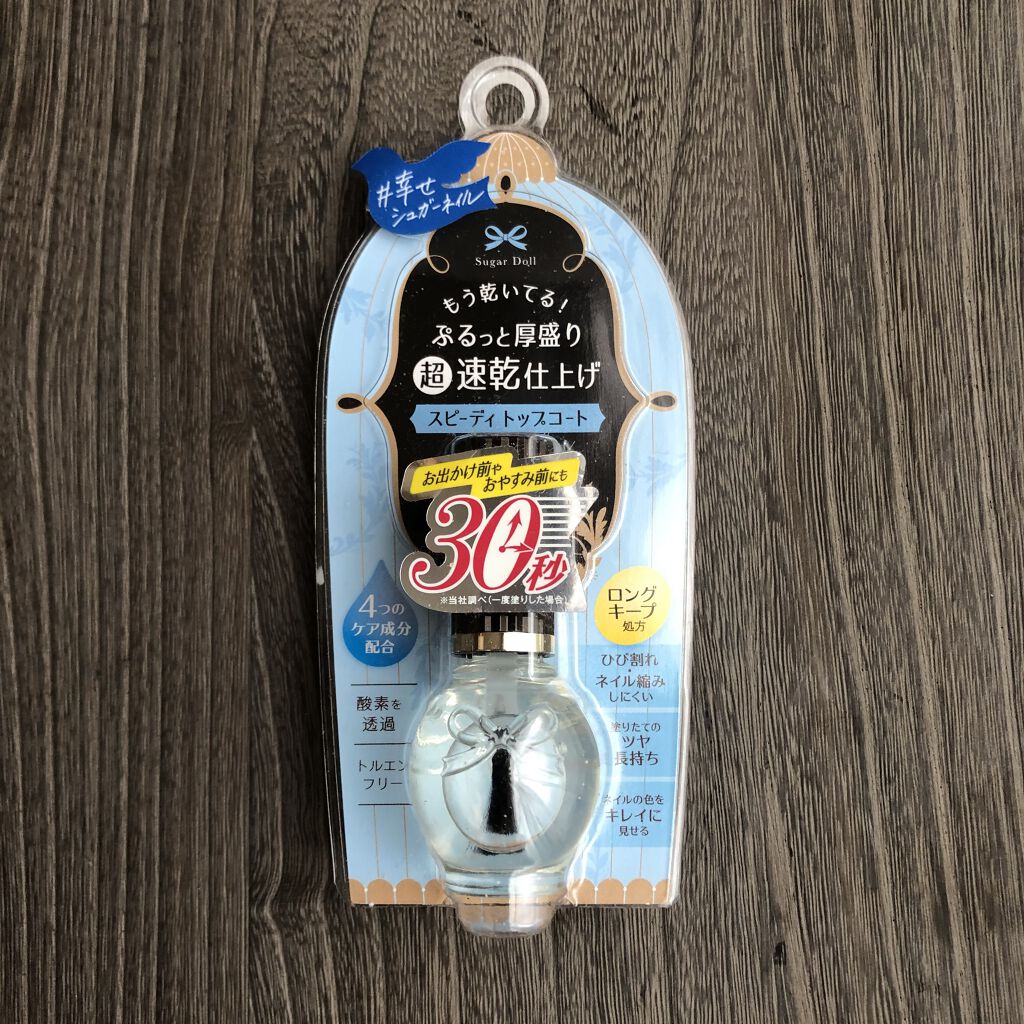 #幸せ
シュガーネイル
Sugar Doll
もう乾いてる!
ぷるっと厚盛り
超速乾仕上げ
スピーディトップコート
お出かけ前や
おやすみ前にも
30秒
※当社調べ(一度塗りした場合)
4つの
ケア成分
配合
酸素を
透過
トルエン
フリー
ロング
キープ
処方
ひび割れ・
ネイル縮み
しにくい
塗りたての
ツヤ
長持ち
ネイルの色を
キレイに
見せる